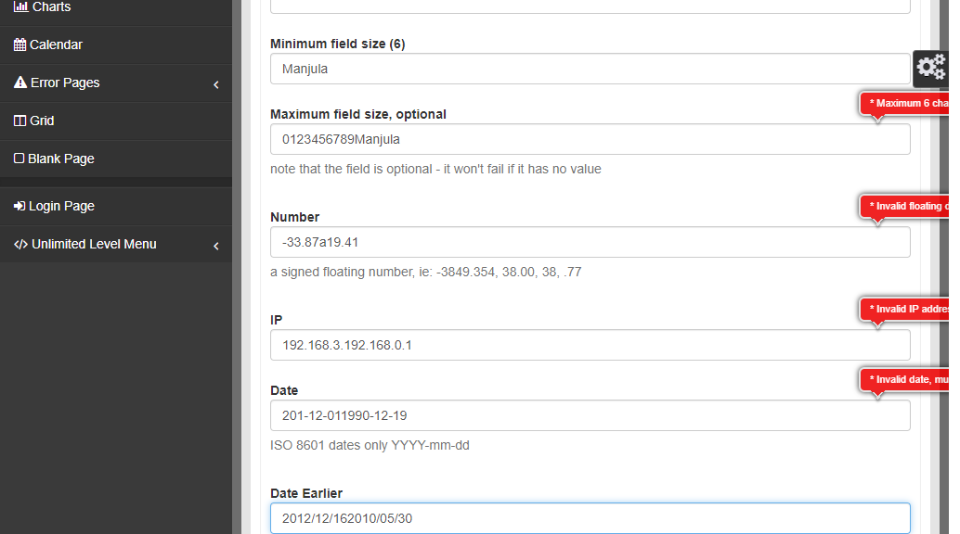 Charts
Calendar
Error Pages
Grid
Blank Page
Login Page
Unlimited Level Menu
Minimum field size (6)
Manjula
* Maximum 6 cha
Maximum field size, optional
0123456789Manjula
note that the field is optional - it won't fail if it has no value
* Invalid floating d
Number
-33.87a19.41
a signed floating number, ie: -3849.354, 38.00, 38, .77
* Invalid IP addres
IP
192.168.3.192.168.0.1
* Invalid date, mu
Date
201-12-011990-12-19
ISO 8601 dates only YYYY-mm-dd
Date Earlier
2012/12/162010/05/30